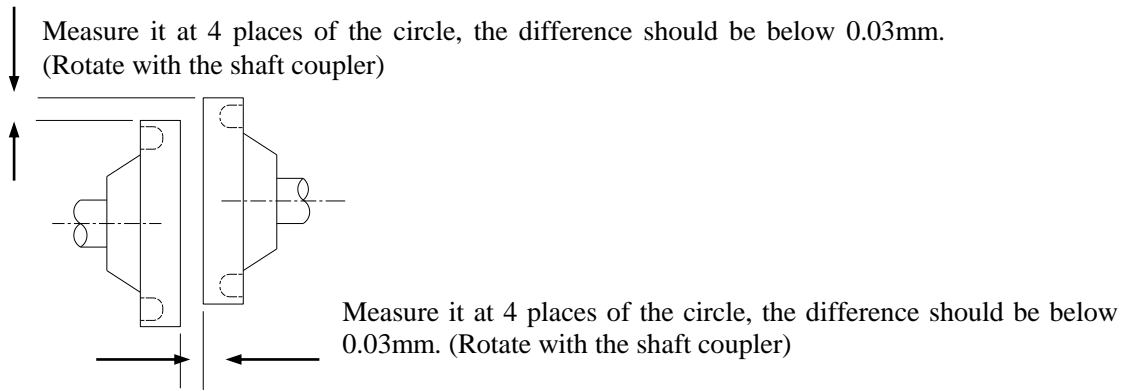 Measure it at 4 places of the circle, the difference should be below 0.03mm.
(Rotate with the shaft coupler)
Measure it at 4 places of the circle, the difference should be below
0.03mm. (Rotate with the shaft coupler)